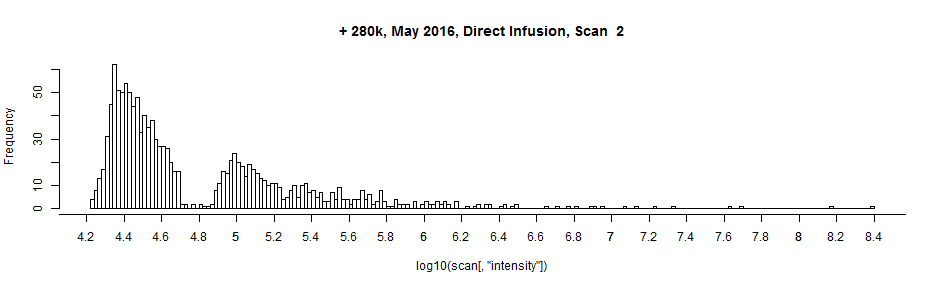 + 280k, May 2016, Direct Infusion, Scan 2
Frequency
50
30
10
0
4.2 4.4 4.6 4.8 5 5.2 5.4 5.6 5.8 6 6.2 6.4 6.6 6.8 7 7.2 7.4 7.6 7.8 8 8.2 8.4
log10(scan[, "intensity"])